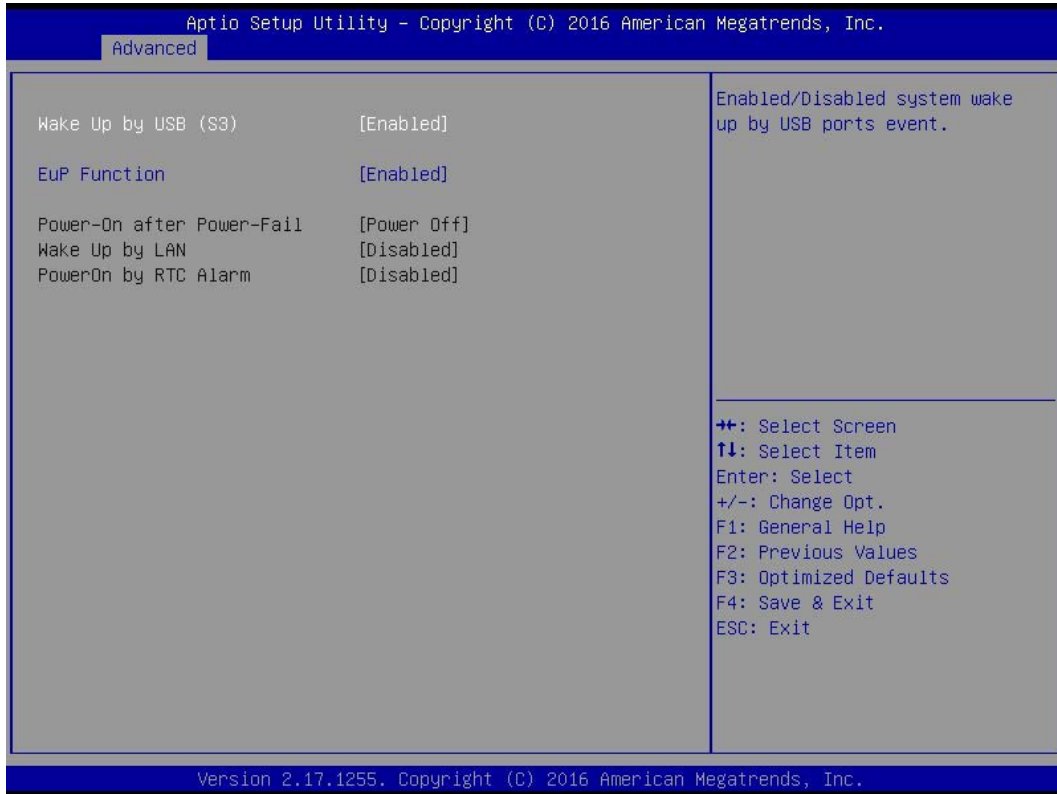 Aptio Setup Utility – Copyright (C) 2016 American Megatrends, Inc.
Advanced
Wake Up by USB (S3) [Enabled]
EuP Function [Enabled]
Power-On after Power-Fail [Power Off]
Wake Up by LAN [Disabled]
PowerOn by RTC Alarm [Disabled]
Enabled/Disabled system wake
up by USB ports event.
→←: Select Screen
↑↓: Select Item
Enter: Select
+/-: Change Opt.
F1: General Help
F2: Previous Values
F3: Optimized Defaults
F4: Save & Exit
ESC: Exit
Version 2.17.1255. Copyright (C) 2016 American Megatrends, Inc.